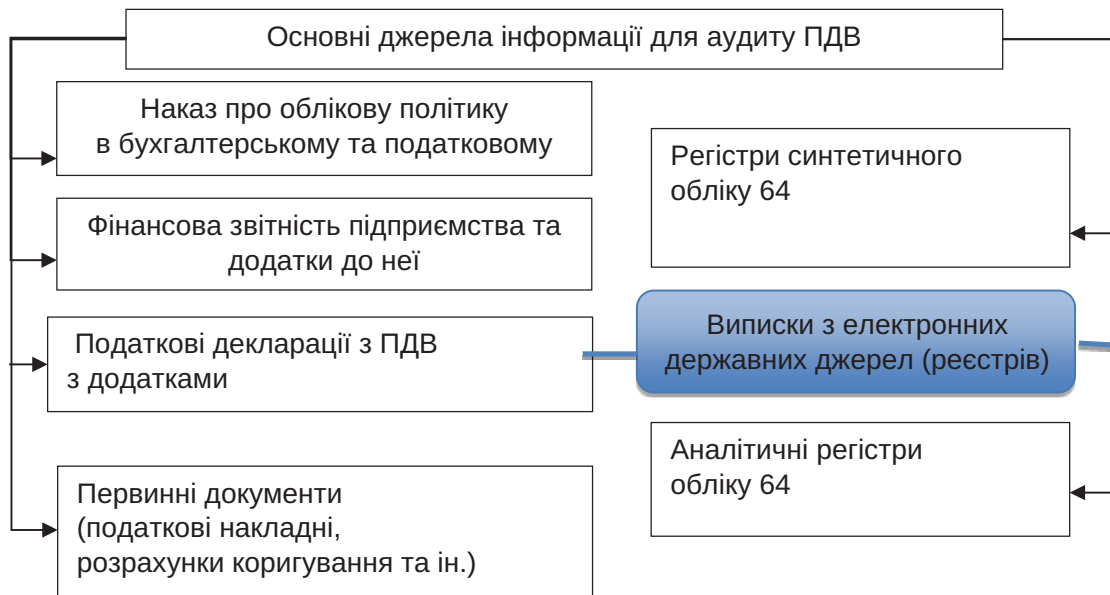 Основні джерела інформації для аудиту ПДВ
Наказ про облікову політику
в бухгалтерському та податковому
Фінансова звітність підприємства та
додатки до неї
Податкові декларації з ПДВ
з додатками
Первинні документи
(податкові накладні,
розрахунки коригування та ін.)
Регістри синтетичного
обліку 64
Виписки з електронних
державних джерел (реєстрів)
Аналітичні регістри
обліку 64